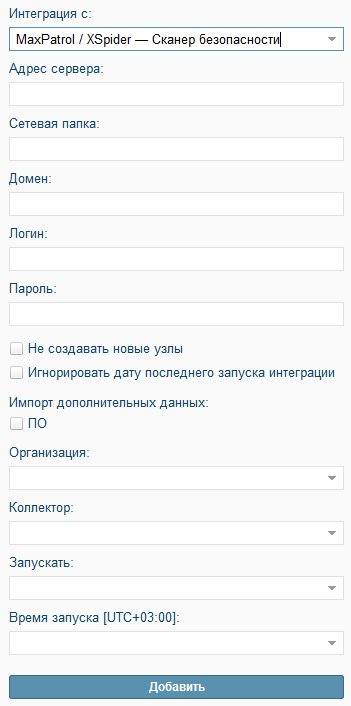 Интеграция с:
MaxPatrol / XSpider — Сканер безопасности
Адрес сервера:
Сетевая папка:
Домен:
Логин:
Пароль:
Не создавать новые узлы
Игнорировать дату последнего запуска интеграции
Импорт дополнительных данных:
ПО
Организация:
Коллектор:
Запускать:
Время запуска [UTC+03:00]:
Добавить